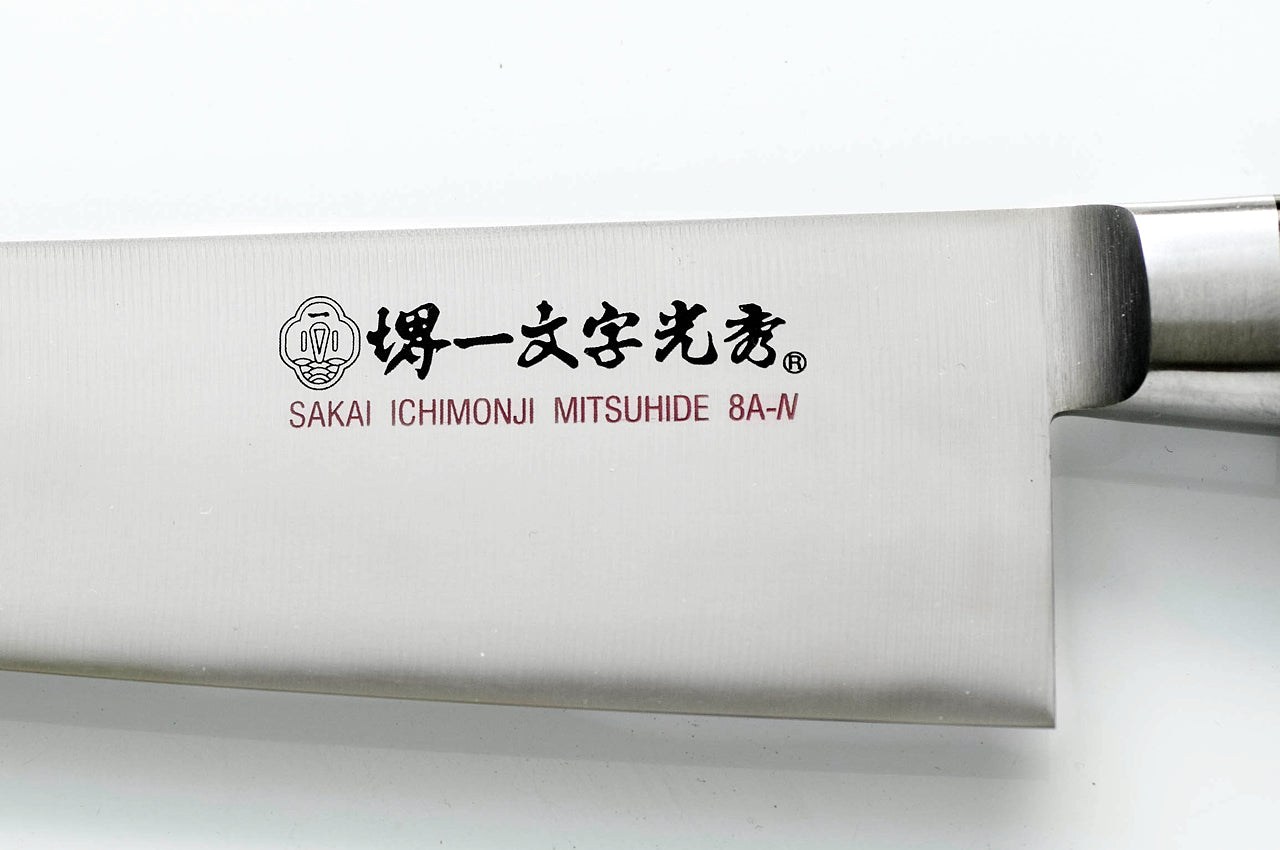 堺一文字光秀®
SAKAI ICHIMONJI MITSUHIDE 8A-N